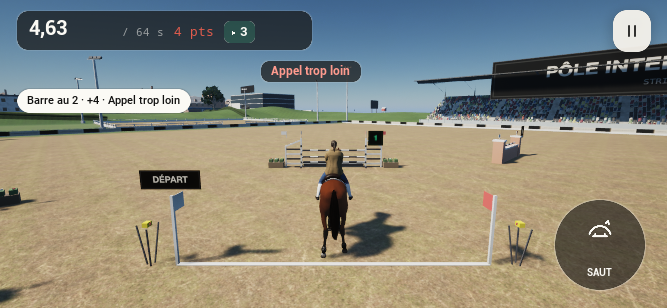 4,63 / 64 s 4 pts ▸ 3
Appel trop loin
Barre au 2 · +4 · Appel trop loin
PÔLE INTER
DÉPART
1
SAUT